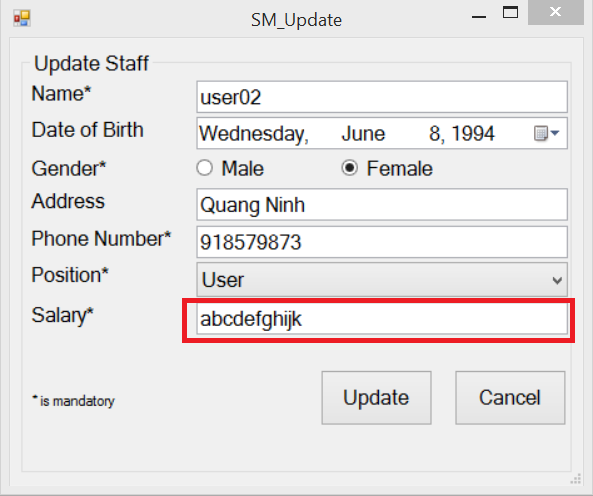 SM_Update
Update Staff
Name* user02
Date of Birth Wednesday, June 8, 1994
Gender* Male Female
Address Quang Ninh
Phone Number* 918579873
Position* User
Salary* abcdefghijk
* is mandatory Update Cancel